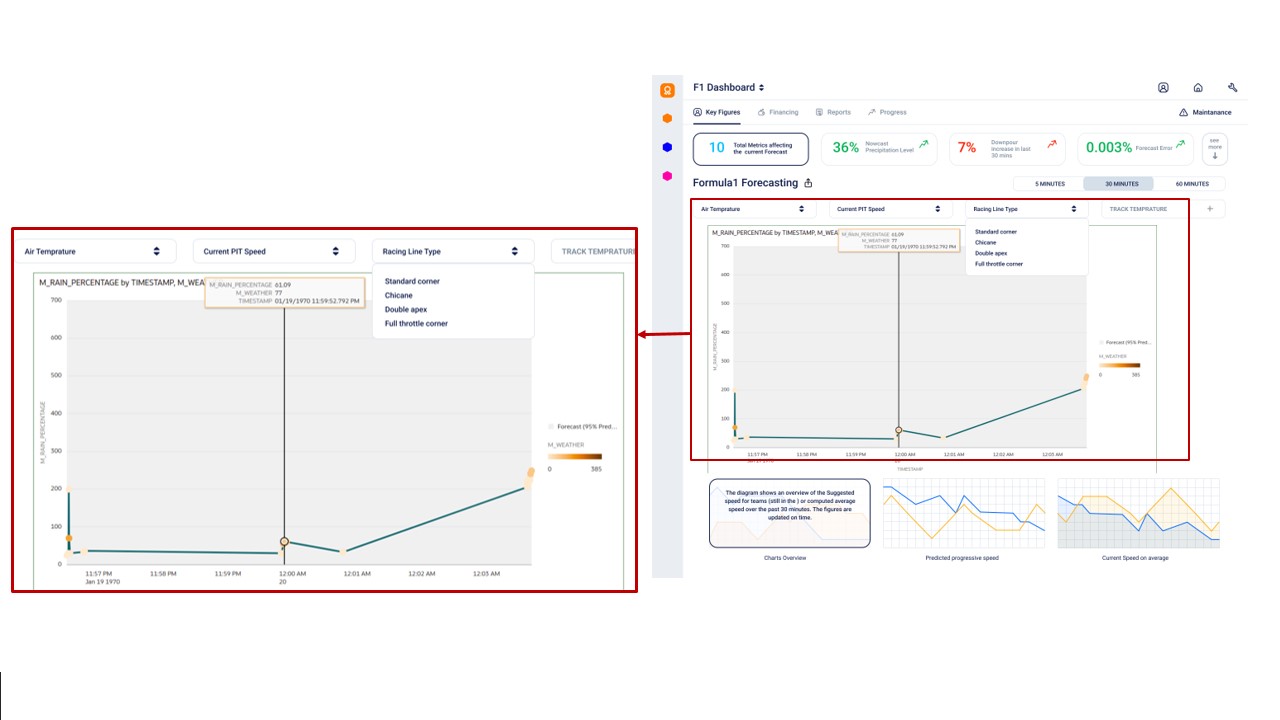 Air Temprature
Current PIT Speed
Racing Line Type
TRACK TEMPRATURE
Standard corner
Chicane
Double apex
Full throttle corner
M_RAIN_PERCENTAGE by TIMESTAMP, M_WEA
M_RAIN_PERCENTAGE 61.09
M_WEATHER 77
TIMESTAMP 01/19/1970 11:59:52.792 PM
700
600
500
400
300
200
100
0
M_RAIN_PERCENTAGE
11:57 PM
11:58 PM
11:59 PM
12:00 AM
12:01 AM
12:02 AM
12:03 AM
Jan 19 1970
20
Forecast (95% Pred...
M_WEATHER
0
385
F1 Dashboard
Key Figures
Financing
Reports
Progress
Maintanance
10
Total Metrics affecting
the current Forecast
36%
Nowcast
Precipitation Level
7%
Downpour
increase in last
30 mins
0.003%
Forecast Error
see
more
Formula1 Forecasting
5 MINUTES
30 MINUTES
60 MINUTES
Air Temprature
Current PIT Speed
Racing Line Type
TRACK TEMPRATURE
+
Standard corner
Chicane
Double apex
Full throttle corner
M_RAIN_PERCENTAGE by TIMESTAMP, M_WEA
M_RAIN_PERCENTAGE 61.09
M_WEATHER 77
TIMESTAMP 01/19/1970 11:59:52.792 PM
700
600
500
400
300
200
100
0
M_RAIN_PERCENTAGE
11:57 PM
11:58 PM
11:59 PM
12:00 AM
12:01 AM
12:02 AM
12:03 AM
TIMESTAMP
Forecast (95% Pred...
M_WEATHER
0
385
The diagram shows an overview of the Suggested
speed for teams (still in the ) or computed average
speed over the past 30 minutes. The figures are
updated on time.
Charts Overview
Predicted progressive speed
Current Speed on average